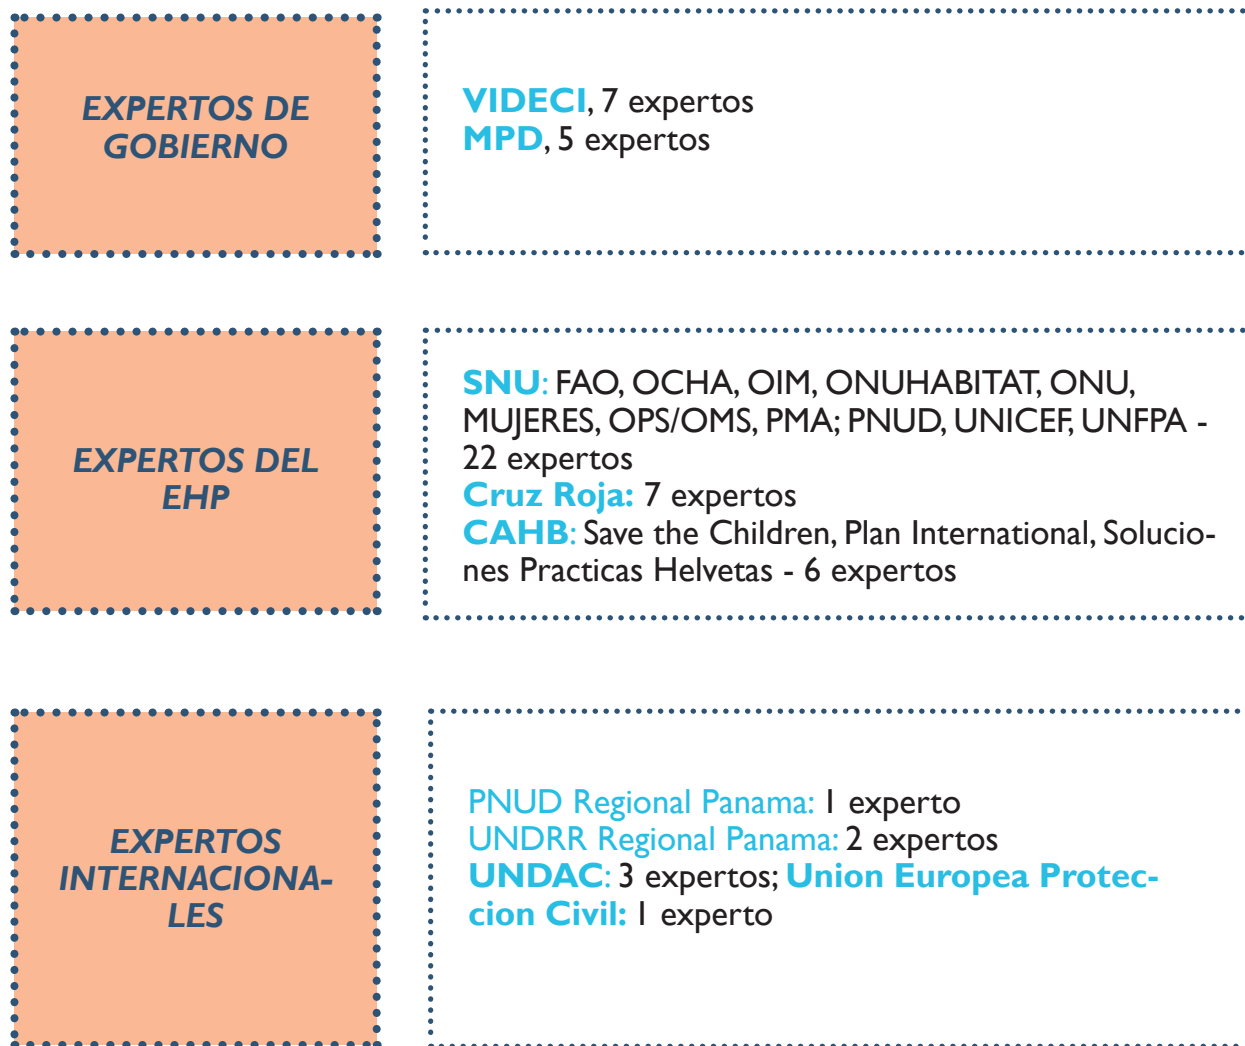 EXPERTOS DE
GOBIERNO
VIDECI, 7 expertos
MPD, 5 expertos
EXPERTOS DEL
EHP
SNU: FAO, OCHA, OIM, ONUHABITAT, ONU,
MUJERES, OPS/OMS, PMA; PNUD, UNICEF, UNFPA -
22 expertos
Cruz Roja: 7 expertos
CAHB: Save the Children, Plan International, Solucio-
nes Practicas Helvetas - 6 expertos
EXPERTOS
INTERNACIONA-
LES
PNUD Regional Panama: 1 experto
UNDRR Regional Panama: 2 expertos
UNDAC: 3 expertos; Union Europea Protec-
cion Civil: 1 experto